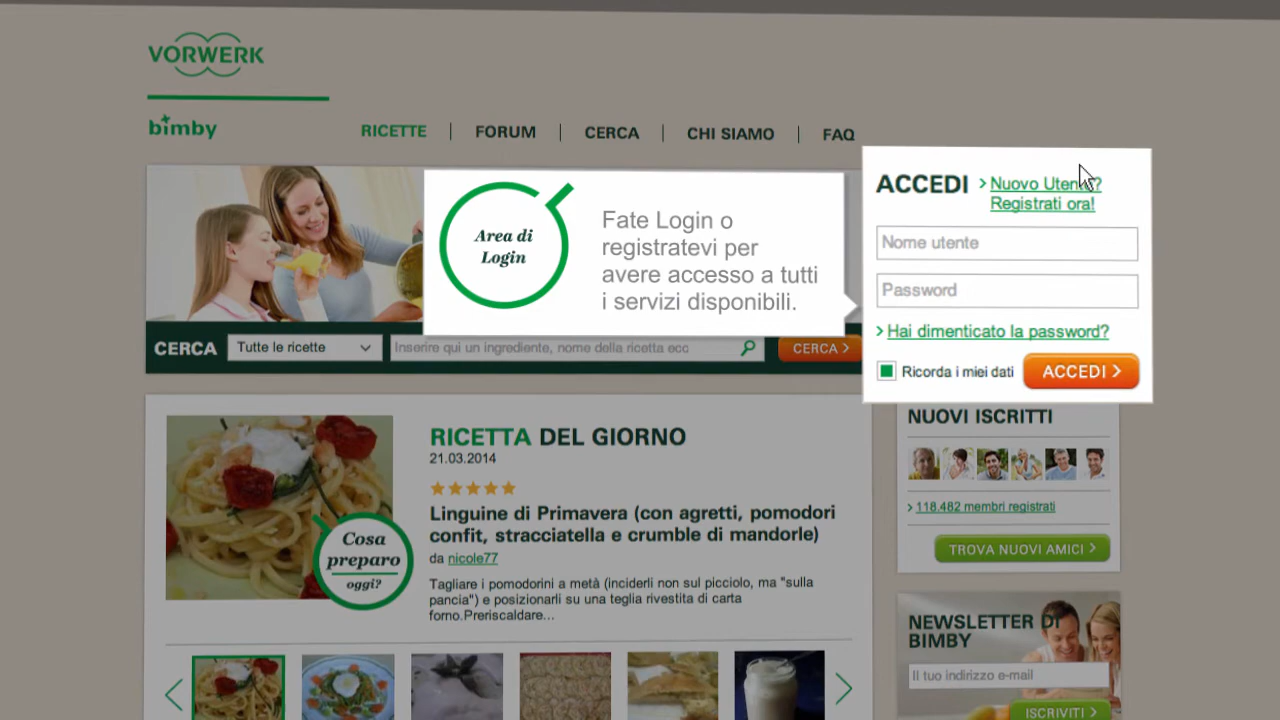 VORWERK
bimby
RICETTE | FORUM | CERCA | CHI SIAMO | FAQ
Area di
Login
Fate Login o
registratevi per
avere accesso a tutti
i servizi disponibili.
ACCEDI
Nuovo Utente?
Registrati ora!
Nome utente
Password
Hai dimenticato la password?
Ricorda i miei dati
ACCEDI
CERCA
Tutte le ricette
Inserire qui un ingrediente, nome della ricetta ecc
CERCA
RICETTA DEL GIORNO
21.03.2014
Linguine di Primavera (con agretti, pomodori
confit, stracciatella e crumble di mandorle)
da nicole77
Tagliare i pomodorini a metà (inciderli non sul picciolo, ma "sulla
pancia") e posizionarli su una teglia rivestita di carta
forno.Preriscaldare...
Cosa
preparo
oggi?
NUOVI ISCRITTI
118.482 membri registrati
TROVA NUOVI AMICI
NEWSLETTER DI
BIMBY
Il tuo indirizzo e-mail
ISCRIVITI